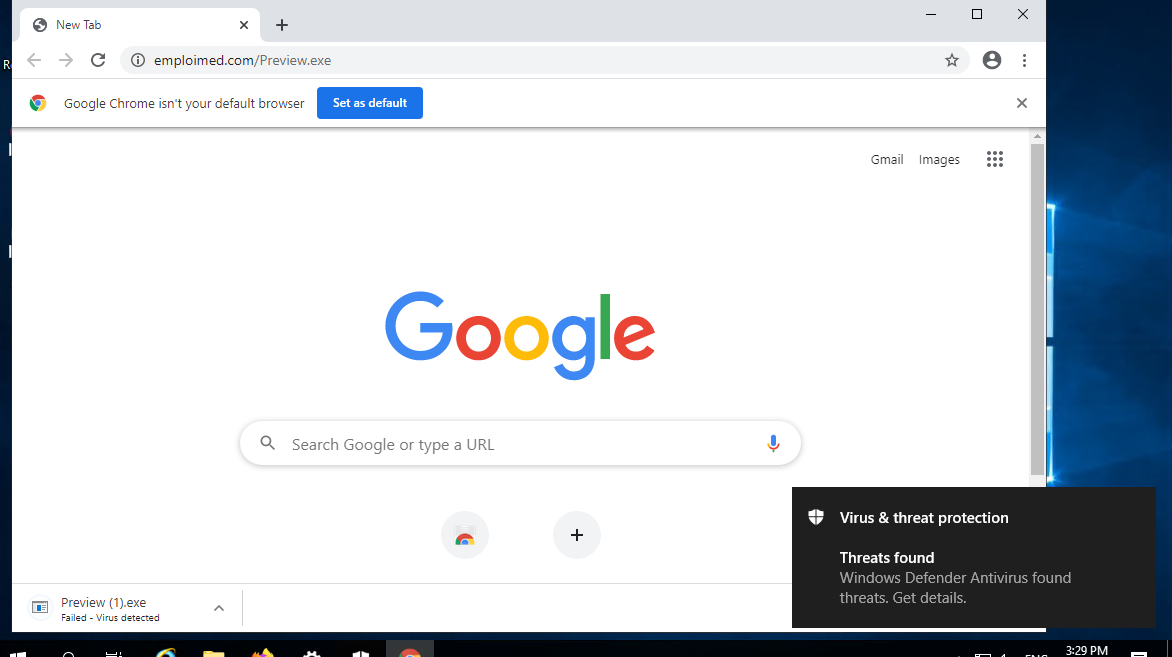 New Tab
emploimed.com/Preview.exe
Google Chrome isn't your default browser
Set as default
Gmail
Images
Google
Search Google or type a URL
Virus & threat protection
Threats found
Windows Defender Antivirus found
threats. Get details.
Preview (1).exe
Failed - Virus detected
3:29 PM